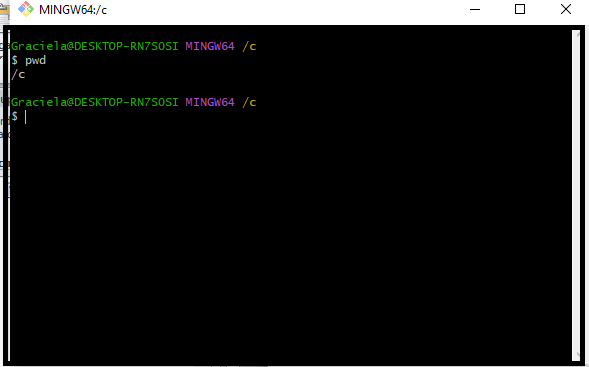 MINGW64:/c
Graciela@DESKTOP-RN7SOSI MINGW64 /c
$ pwd
/c
Graciela@DESKTOP-RN7SOSI MINGW64 /c
$